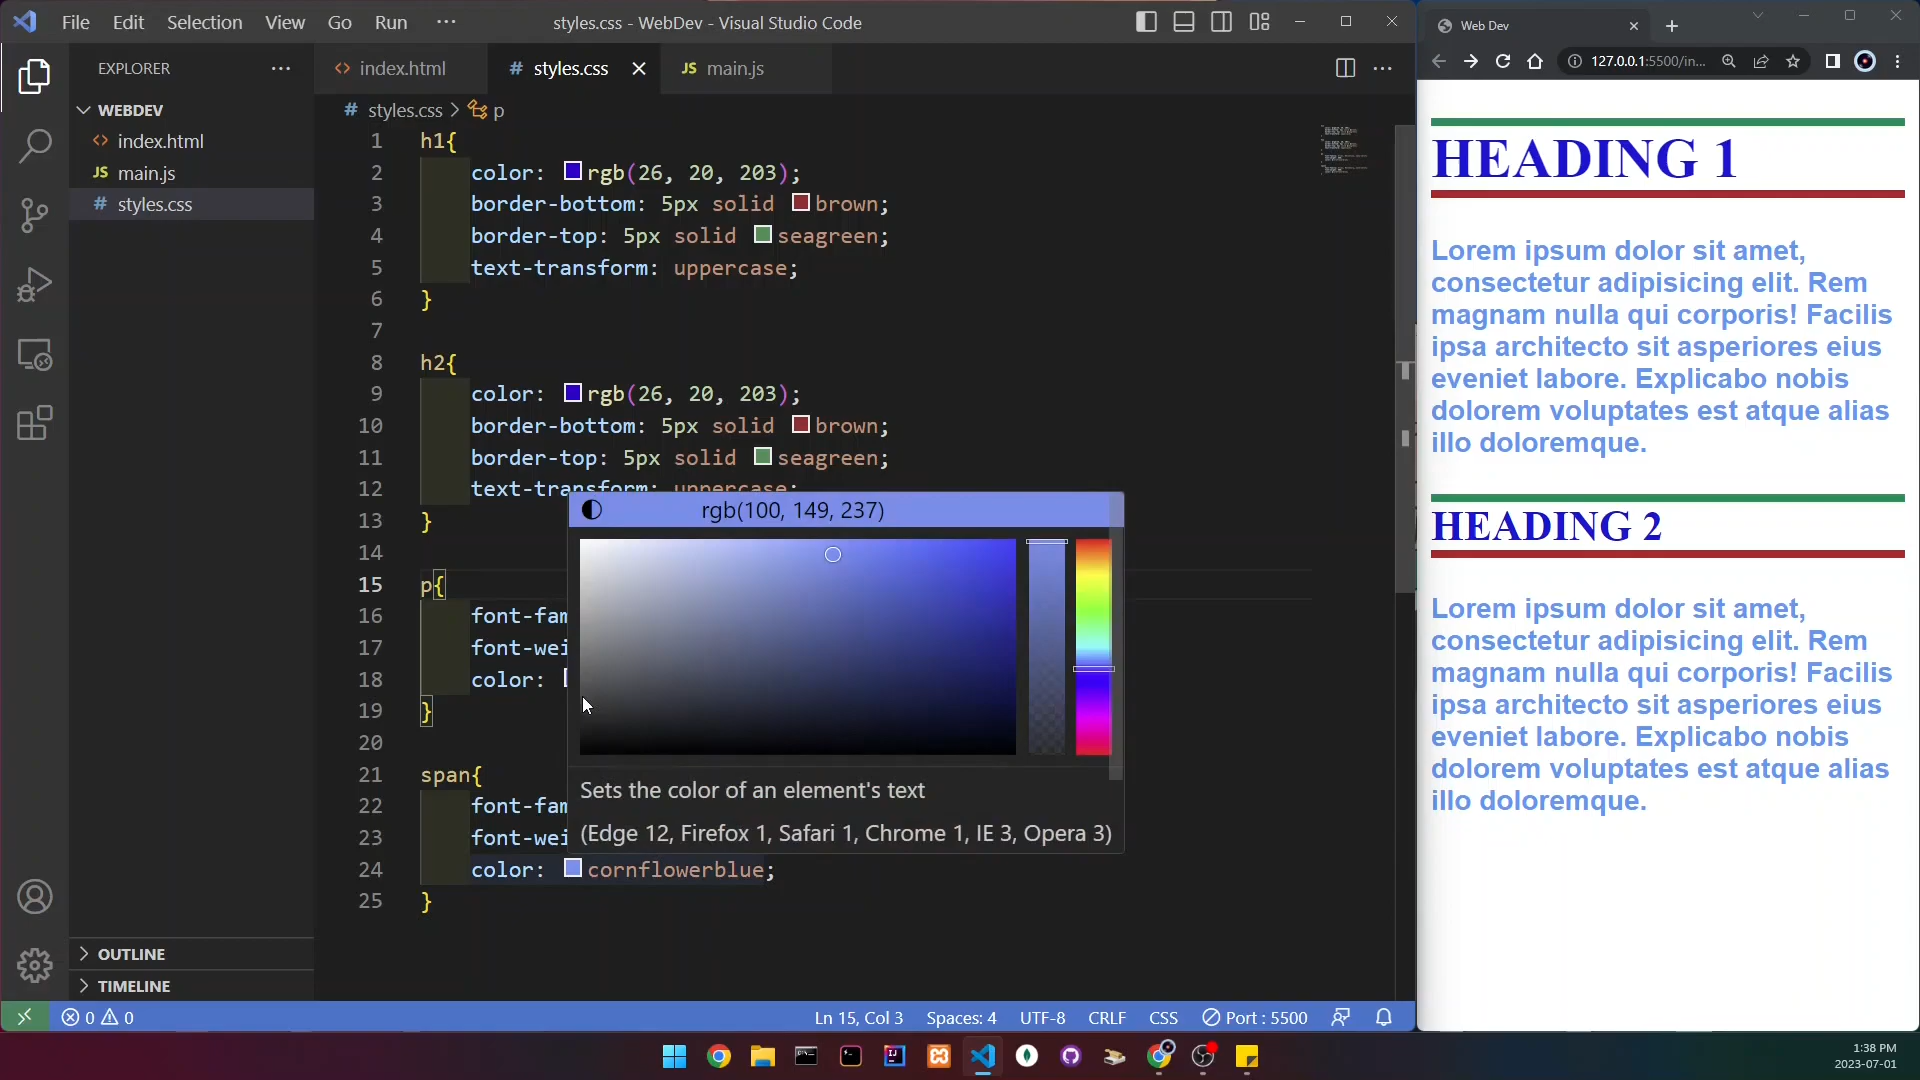 File Edit Selection View Go Run ··· styles.css - WebDev - Visual Studio Code
EXPLORER
WEBDEV
index.html
main.js
styles.css
OUTLINE
TIMELINE
index.html styles.css main.js
styles.css > p
1 h1{
2 color: rgb(26, 20, 203);
3 border-bottom: 5px solid brown;
4 border-top: 5px solid seagreen;
5 text-transform: uppercase;
6 }
7
8 h2{
9 color: rgb(26, 20, 203);
10 border-bottom: 5px solid brown;
11 border-top: 5px solid seagreen;
12 text-transform: uppercase;
13 }
14
15 p{
16 font-fam
17 font-wei
18 color:
19 }
20
21 span{
22 font-fam
23 font-wei
24 color: cornflowerblue;
25 }
rgb(100, 149, 237)
Sets the color of an element's text
(Edge 12, Firefox 1, Safari 1, Chrome 1, IE 3, Opera 3)
0 0 Ln 15, Col 3 Spaces: 4 UTF-8 CRLF CSS Port : 5500
Web Dev
127.0.0.1:5500/in...
HEADING 1
Lorem ipsum dolor sit amet,
consectetur adipisicing elit. Rem
magnam nulla qui corporis! Facilis
ipsa architecto sit asperiores eius
eveniet labore. Explicabo nobis
dolorem voluptates est atque alias
illo doloremque.
HEADING 2
Lorem ipsum dolor sit amet,
consectetur adipisicing elit. Rem
magnam nulla qui corporis! Facilis
ipsa architecto sit asperiores eius
eveniet labore. Explicabo nobis
dolorem voluptates est atque alias
illo doloremque.
1:38 PM
2023-07-01